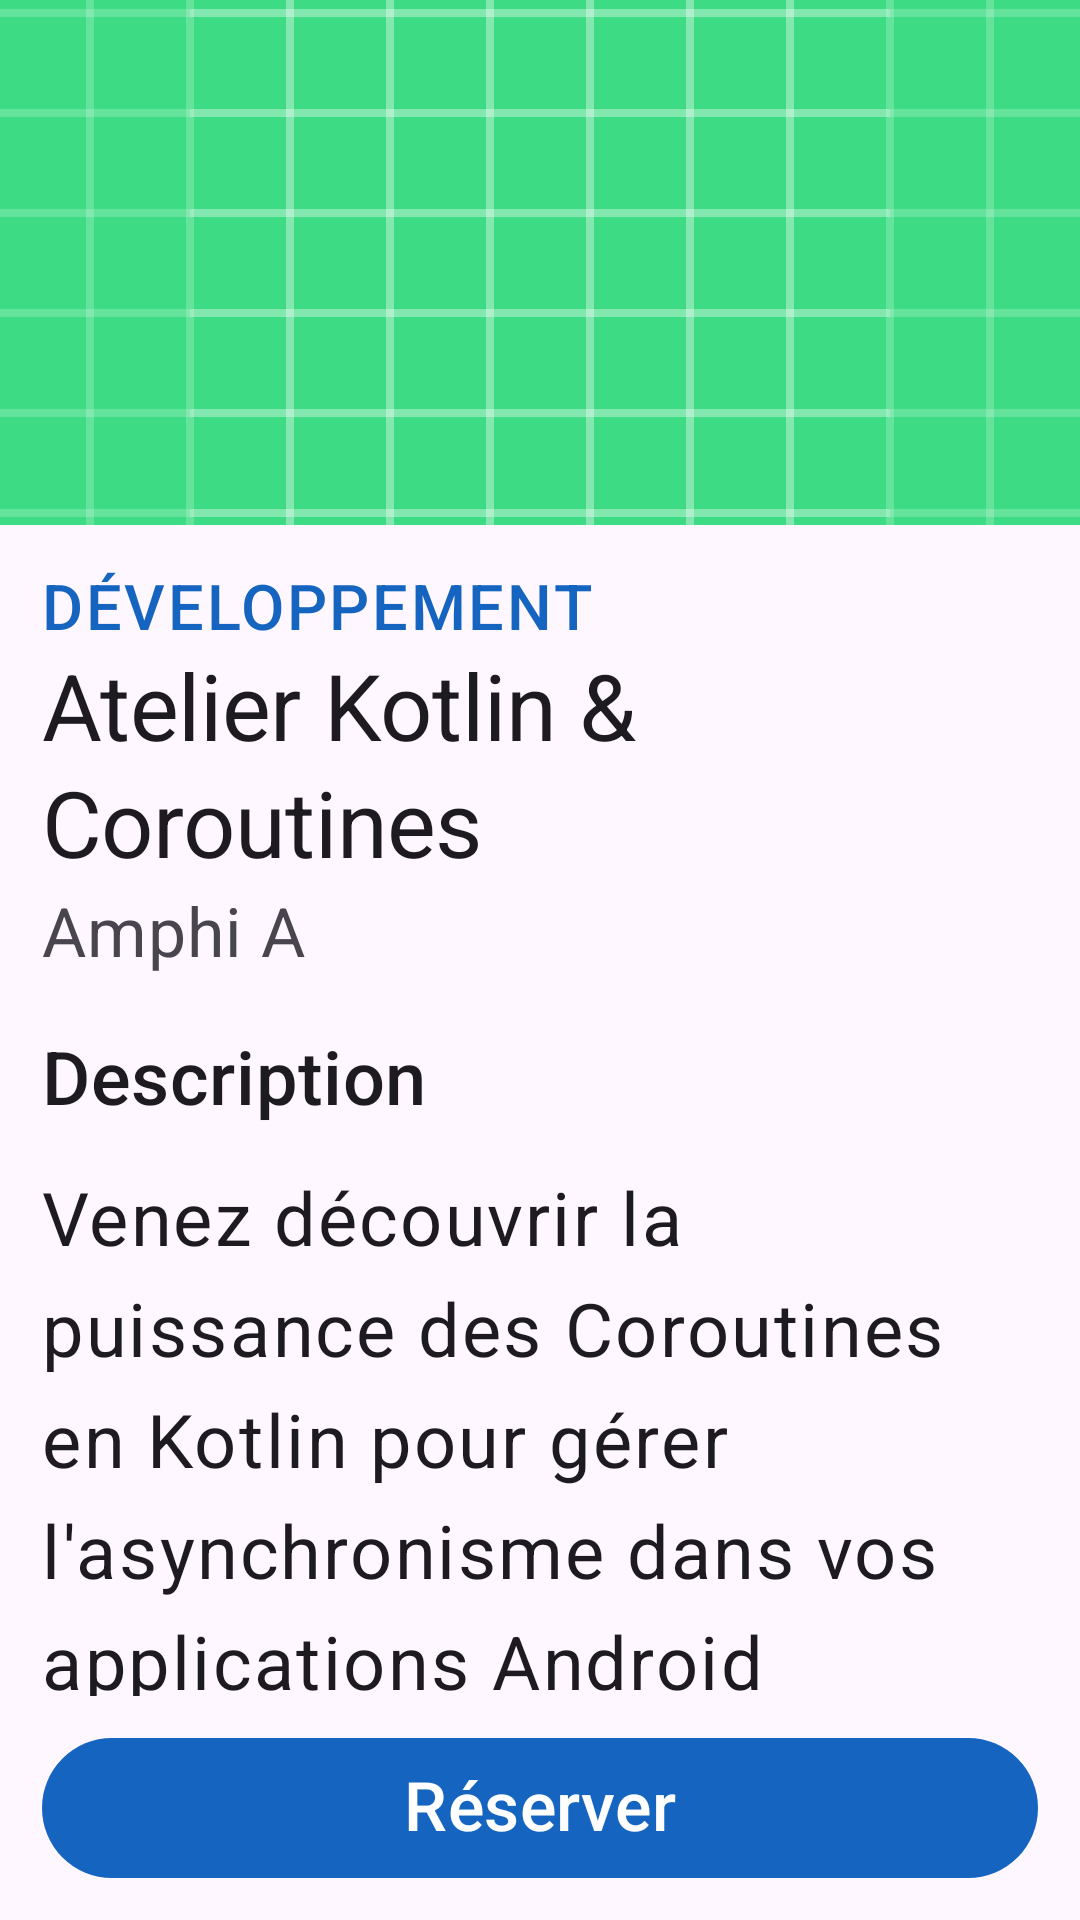 DÉVELOPPEMENT
Atelier Kotlin &
Coroutines
Amphi A
Description
Venez découvrir la
puissance des Coroutines
en Kotlin pour gérer
l'asynchronisme dans vos
applications Android
Réserver